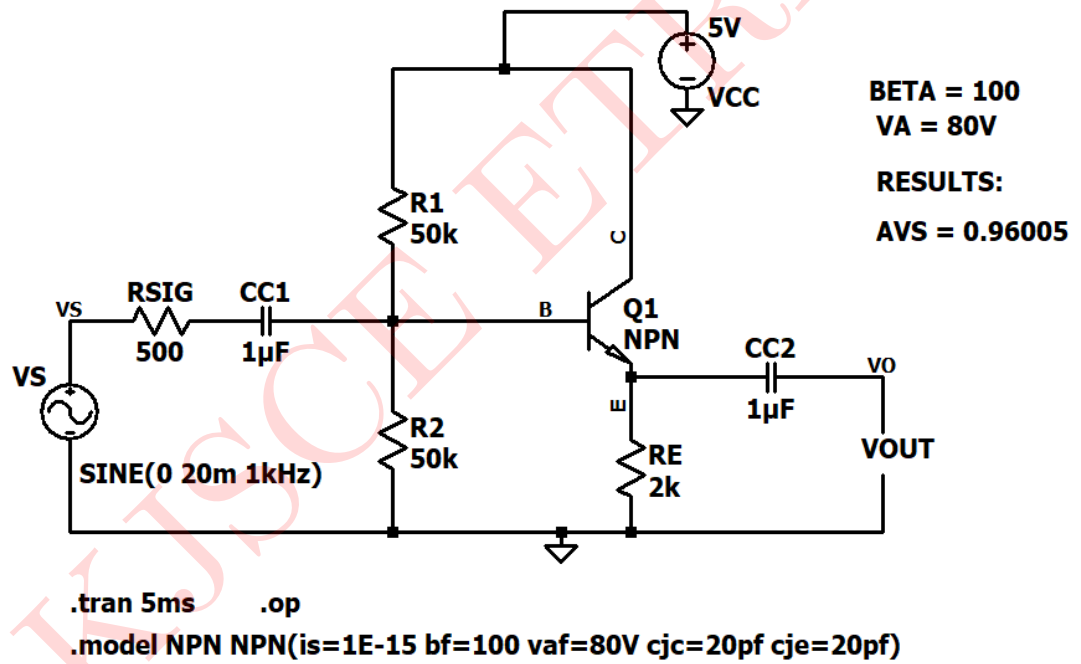 5V
VCC
BETA = 100
VA = 80V
RESULTS:
AVS = 0.96005
R1
50k
C
VS
RSIG
500
CC1
1µF
B
Q1
NPN
CC2
1µF
VO
VS
E
R2
50k
RE
2k
VOUT
SINE(0 20m 1kHz)
.tran 5ms .op
.model NPN NPN(is=1E-15 bf=100 vaf=80V cjc=20pf cje=20pf)
KJSCE ETR